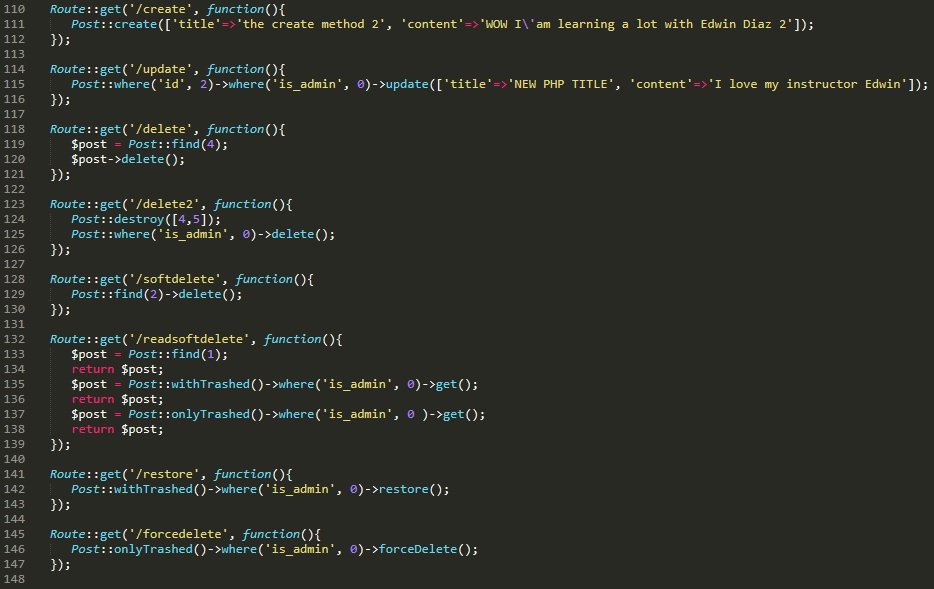 110 Route::get('/create', function(){
111 Post::create(['title'=>'the create method 2', 'content'=>'WOW I\'am learning a lot with Edwin Diaz 2']);
112 });
113
114 Route::get('/update', function(){
115 Post::where('id', 2)->where('is_admin', 0)->update(['title'=>'NEW PHP TITLE', 'content'=>'I love my instructor Edwin']);
116 });
117
118 Route::get('/delete', function(){
119 $post = Post::find(4);
120 $post->delete();
121 });
122
123 Route::get('/delete2', function(){
124 Post::destroy([4,5]);
125 Post::where('is_admin', 0)->delete();
126 });
127
128 Route::get('/softdelete', function(){
129 Post::find(2)->delete();
130 });
131
132 Route::get('/readsoftdelete', function(){
133 $post = Post::find(1);
134 return $post;
135 $post = Post::withTrashed()->where('is_admin', 0)->get();
136 return $post;
137 $post = Post::onlyTrashed()->where('is_admin', 0 )->get();
138 return $post;
139 });
140
141 Route::get('/restore', function(){
142 Post::withTrashed()->where('is_admin', 0)->restore();
143 });
144
145 Route::get('/forcedelete', function(){
146 Post::onlyTrashed()->where('is_admin', 0)->forceDelete();
147 });
148